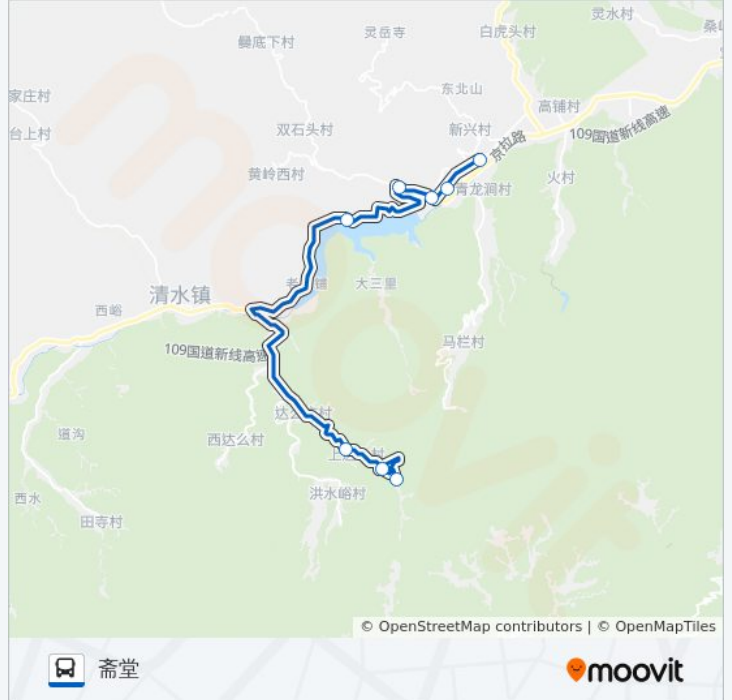 灵水村
灵岳寺
白虎头村
爨底下村
家庄村
东北山
高铺村
台上村
双石头村
新兴村
109国道新线高速
京拉路
黄岭西村
火村
青龙涧村
大三里
清水镇
西峪
马栏村
109国道新线高速
道沟
西达么村
洪水峪村
西水
田寺村
© OpenStreetMap contributors | © OpenMapTiles
斋堂
moovit